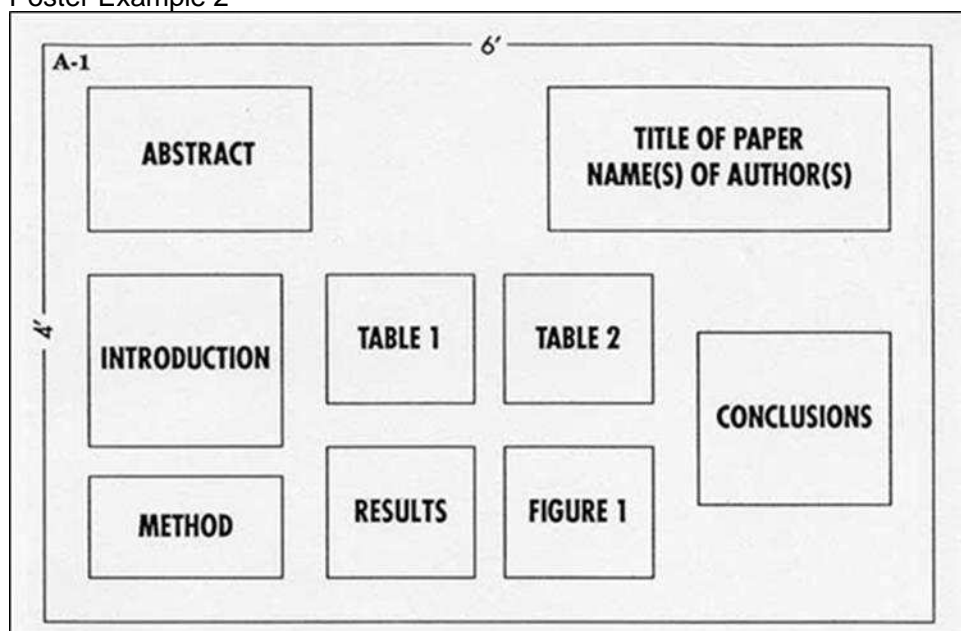 Poster Example 2
6'
A-1
ABSTRACT
TITLE OF PAPER
NAME(S) OF AUTHOR(S)
4'
INTRODUCTION
TABLE 1
TABLE 2
CONCLUSIONS
METHOD
RESULTS
FIGURE 1